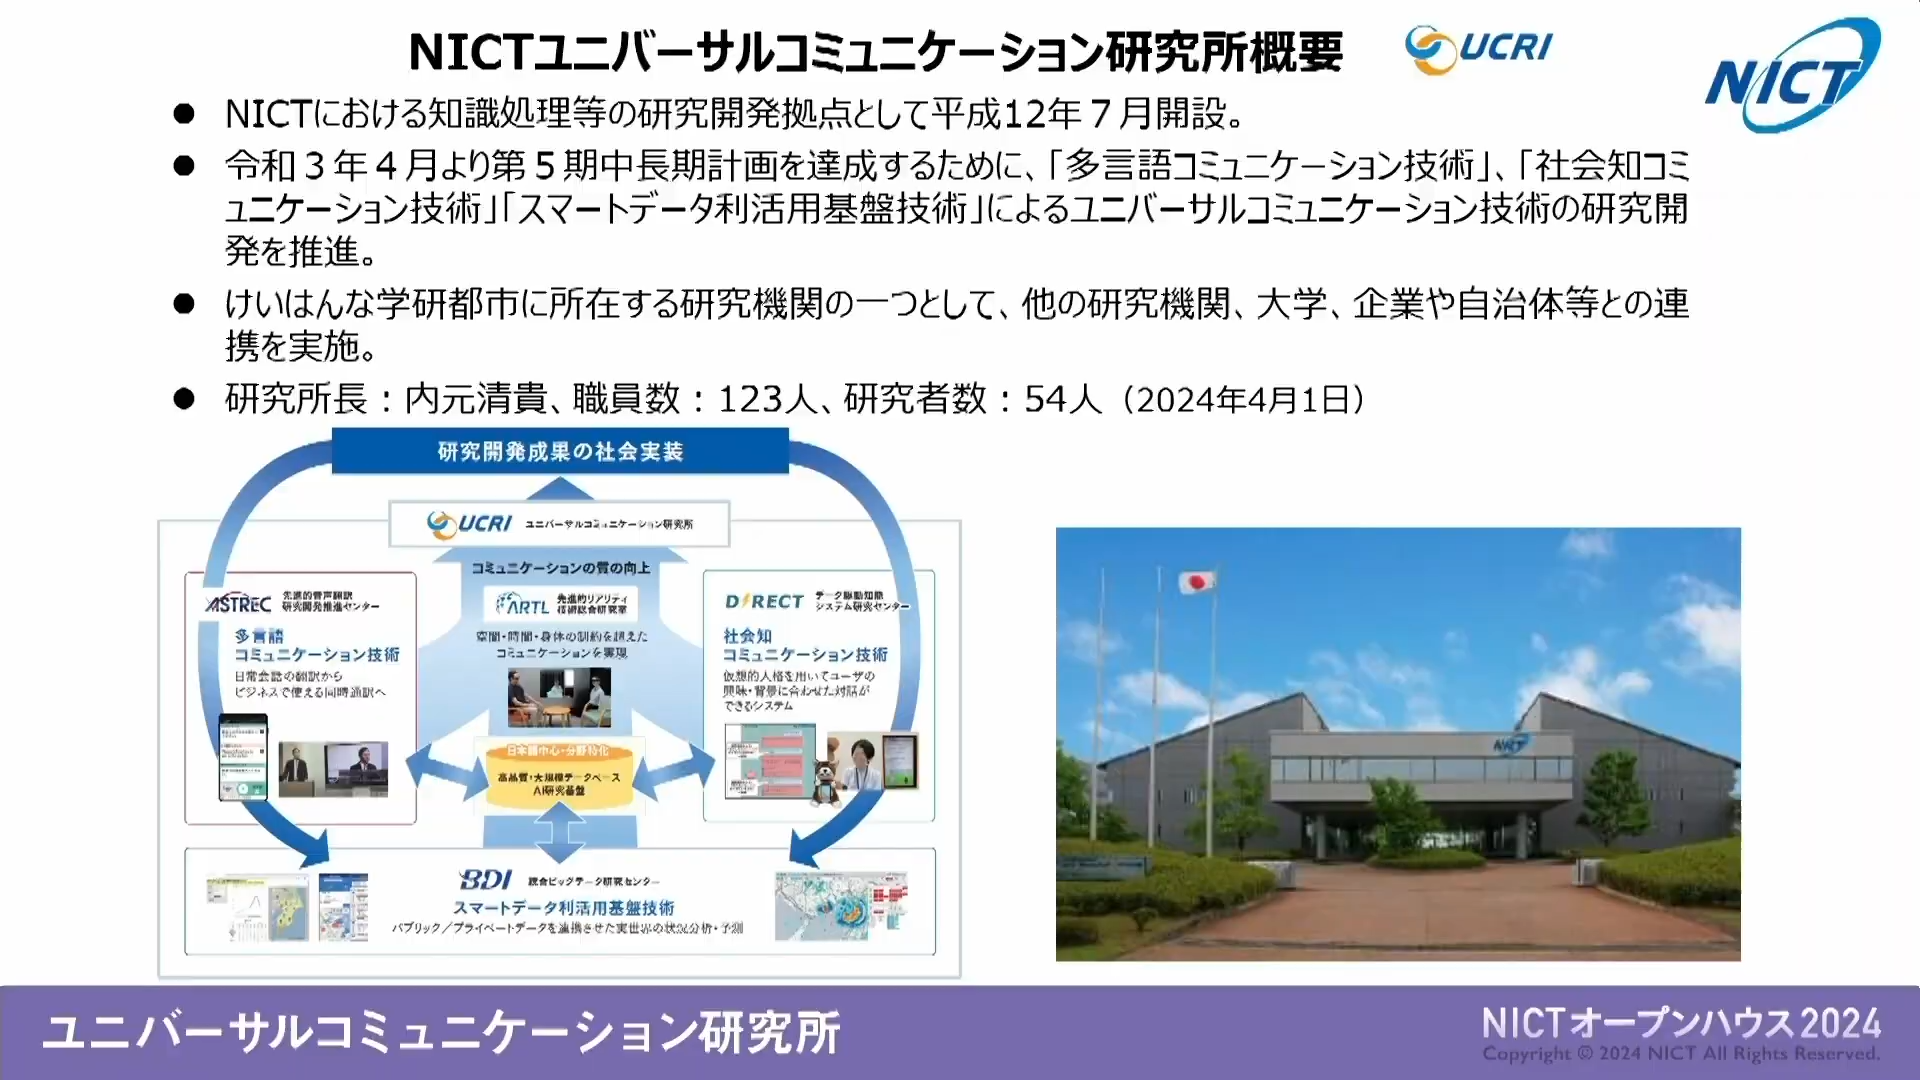 NICTユニバーサルコミュニケーション研究所概要
UCRI
NICT
● NICTにおける知識処理等の研究開発拠点として平成12年７月開設。
● 令和３年４月より第５期中長期計画を達成するために、「多言語コミュニケーション技術」、「社会知コミ
ュニケーション技術」「スマートデータ利活用基盤技術」によるユニバーサルコミュニケーション技術の研究開
発を推進。
● けいはんな学研都市に所在する研究機関の一つとして、他の研究機関、大学、企業や自治体等との連
携を実施。
● 研究所長：内元清貴、職員数：123人、研究者数：54人（2024年4月1日）
研究開発成果の社会実装
UCRI ユニバーサルコミュニケーション研究所
コミュニケーションの質の向上
ARTL 先進的リアリティ
技術総合研究室
空間・時間・身体の制約を超えた
コミュニケーションを実現
ASTREC 先進的音声翻訳
研究開発推進センター
多言語
コミュニケーション技術
日常会話の翻訳から
ビジネスで使える同時通訳へ
DIRECT データ駆動知能
システム研究センター
社会知
コミュニケーション技術
仮想的人格を用いてユーザの
興味・背景に合わせた対話が
できるシステム
日本語中心・分野特化
高品質・大規模データベース
AI研究基盤
BDI 統合ビッグデータ研究センター
スマートデータ利活用基盤技術
パブリック／プライベートデータを連携させた実世界の状況分析・予測
NICT
ユニバーサルコミュニケーション研究所
NICTオープンハウス2024
Copyright © 2024 NICT All Rights Reserved.